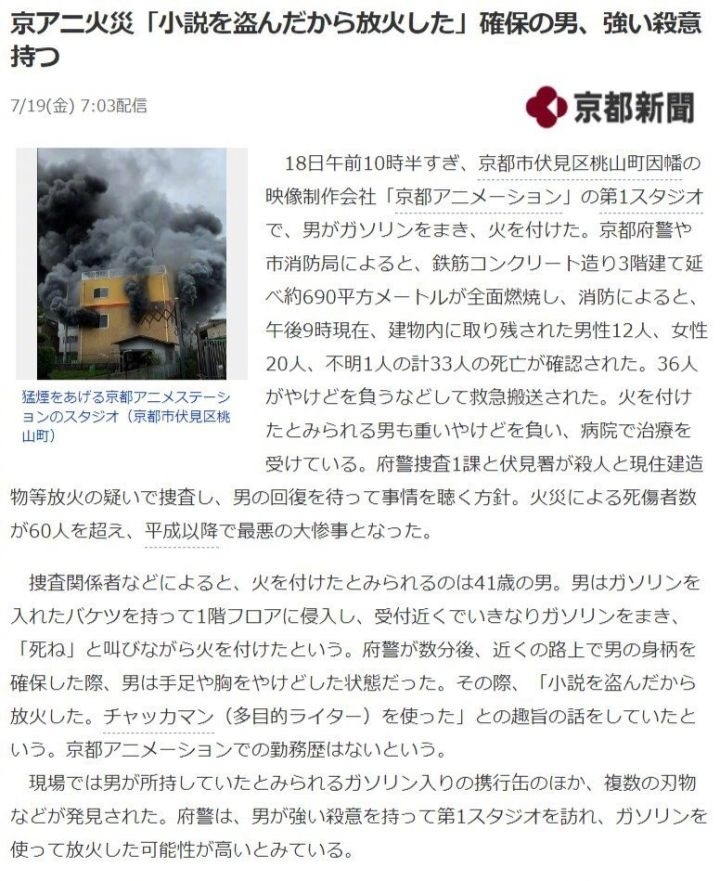 京アニ火災「小説を盗んだから放火した」確保の男、強い殺意
持つ
7/19(金) 7:03配信
京都新聞
18日午前10時半すぎ、京都市伏見区桃山町因幡の
映像制作会社「京都アニメーション」の第1スタジオ
で、男がガソリンをまき、火を付けた。京都府警や
市消防局によると、鉄筋コンクリート造り3階建て延
べ約690平方メートルが全面燃焼し、消防によると、
午後9時現在、建物内に取り残された男性12人、女性
20人、不明1人の計33人の死亡が確認された。36人
がやけどを負うなどして救急搬送された。火を付け
たとみられる男も重いやけどを負い、病院で治療を
受けている。府警捜査1課と伏見署が殺人と現住建造
物等放火の疑いで捜査し、男の回復を待って事情を聴く方針。火災による死傷者数
が60人を超え、平成以降で最悪の大惨事となった。
猛煙をあげる京都アニメステーシ
ョンのスタジオ（京都市伏見区桃
山町）
捜査関係者などによると、火を付けたとみられるのは41歳の男。男はガソリンを
入れたバケツを持って1階フロアに侵入し、受付近くでいきなりガソリンをまき、
「死ね」と叫びながら火を付けたという。府警が数分後、近くの路上で男の身柄を
確保した際、男は手足や胸をやけどした状態だった。その際、「小説を盗んだから
放火した。チャッカマン（多目的ライター）を使った」との趣旨の話をしていたと
いう。京都アニメーションでの勤務歴はないという。
現場では男が所持していたとみられるガソリン入りの携行缶のほか、複数の刃物
などが発見された。府警は、男が強い殺意を持って第1スタジオを訪れ、ガソリンを
使って放火した可能性が高いとみている。